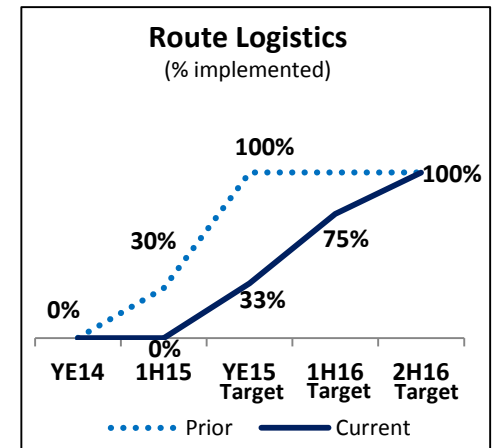 Route Logistics
(% implemented)
100%
100%
30%
75%
0%
33%
0%
YE14 1H15 YE15 Target 1H16 Target 2H16 Target
Prior Current